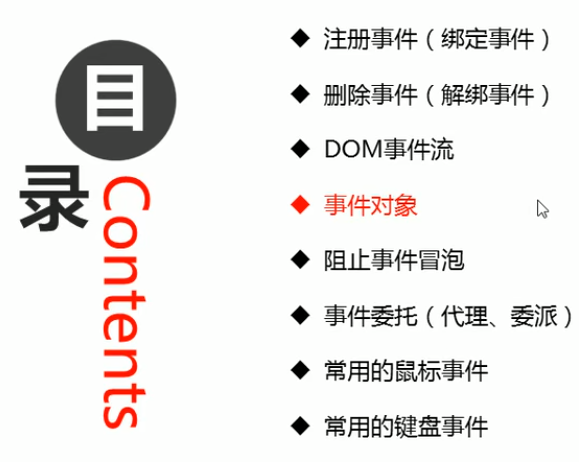 目录
Contents
◆ 注册事件（绑定事件）
◆ 删除事件（解绑事件）
◆ DOM事件流
◆ 事件对象
◆ 阻止事件冒泡
◆ 事件委托（代理、委派）
◆ 常用的鼠标事件
◆ 常用的键盘事件